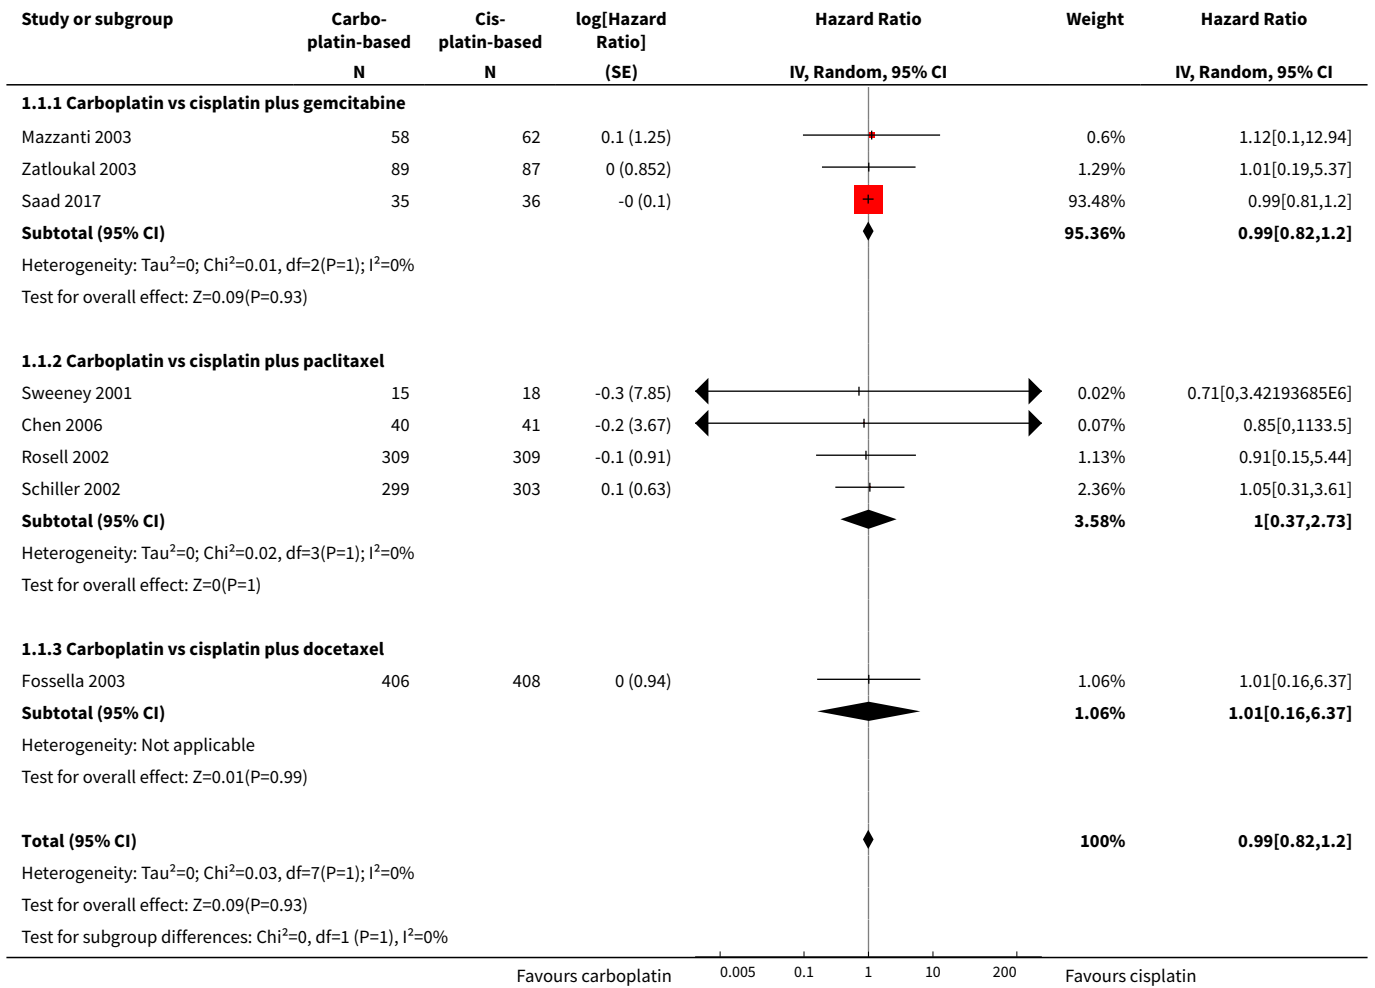 Study or subgroup Carbo- Cis- log[Hazard Hazard Ratio Weight Hazard Ratio
platin-based platin-based Ratio]
N N (SE) IV, Random, 95% CI IV, Random, 95% CI
1.1.1 Carboplatin vs cisplatin plus gemcitabine
Mazzanti 2003 58 62 0.1 (1.25) 0.6% 1.12[0.1,12.94]
Zatloukal 2003 89 87 0 (0.852) 1.29% 1.01[0.19,5.37]
Saad 2017 35 36 -0 (0.1) 93.48% 0.99[0.81,1.2]
Subtotal (95% CI) 95.36% 0.99[0.82,1.2]
Heterogeneity: Tau²=0; Chi²=0.01, df=2(P=1); I²=0%
Test for overall effect: Z=0.09(P=0.93)
1.1.2 Carboplatin vs cisplatin plus paclitaxel
Sweeney 2001 15 18 -0.3 (7.85) 0.02% 0.71[0,3.42193685E6]
Chen 2006 40 41 -0.2 (3.67) 0.07% 0.85[0,1133.5]
Rosell 2002 309 309 -0.1 (0.91) 1.13% 0.91[0.15,5.44]
Schiller 2002 299 303 0.1 (0.63) 2.36% 1.05[0.31,3.61]
Subtotal (95% CI) 3.58% 1[0.37,2.73]
Heterogeneity: Tau²=0; Chi²=0.02, df=3(P=1); I²=0%
Test for overall effect: Z=0(P=1)
1.1.3 Carboplatin vs cisplatin plus docetaxel
Fossella 2003 406 408 0 (0.94) 1.06% 1.01[0.16,6.37]
Subtotal (95% CI) 1.06% 1.01[0.16,6.37]
Heterogeneity: Not applicable
Test for overall effect: Z=0.01(P=0.99)
Total (95% CI) 100% 0.99[0.82,1.2]
Heterogeneity: Tau²=0; Chi²=0.03, df=7(P=1); I²=0%
Test for overall effect: Z=0.09(P=0.93)
Test for subgroup differences: Chi²=0, df=1 (P=1), I²=0%
Favours carboplatin 0.005 0.1 1 10 200 Favours cisplatin